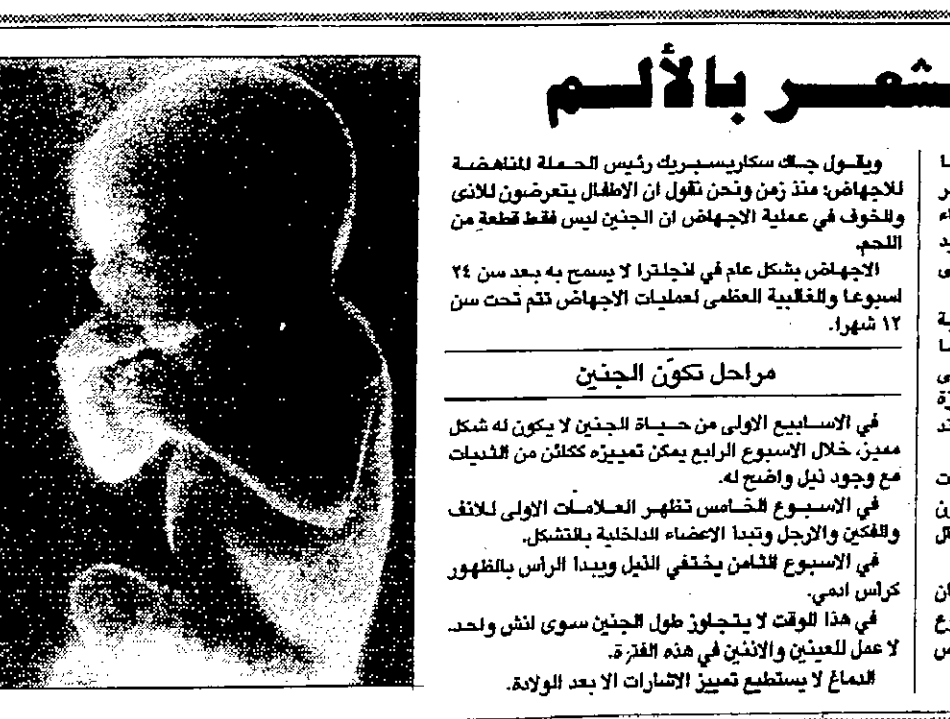 شعر بالألم
ويقول جاك سكاريسبريك رئيس الحملة المناهضة
للاجهاض: منذ زمن ونحن نقول ان الاطفال يتعرضون للاذى
والخوف في عملية الاجهاض ان الجنين ليس فقط قطعة من
اللحم.
الاجهاض بشكل عام في انجلترا لا يسمح به بعد سن ٢٤
اسبوعا والغالبية العظمى لعمليات الاجهاض تتم تحت سن
١٢ شهرا.
مراحل تكوّن الجنين
في الاسابيع الاولى من حياة الجنين لا يكون له شكل
مميز، خلال الاسبوع الرابع يمكن تمييزه ككائن من الثديات
مع وجود ذيل واضح له.
في الاسبوع الخامس تظهر العلامات الاولى للانف
والفكين والارجل وتبدا الاعضاء الداخلية بالتشكل.
في الاسبوع الثامن يختفي الذيل ويبدا الرأس بالظهور
كراس ادمي.
في هذا الوقت لا يتجاوز طول الجنين سوى انش واحد.
لا عمل للعينين والاذنين في هذه الفترة.
الدماغ لا يستطيع تمييز الاشارات الا بعد الولادة.